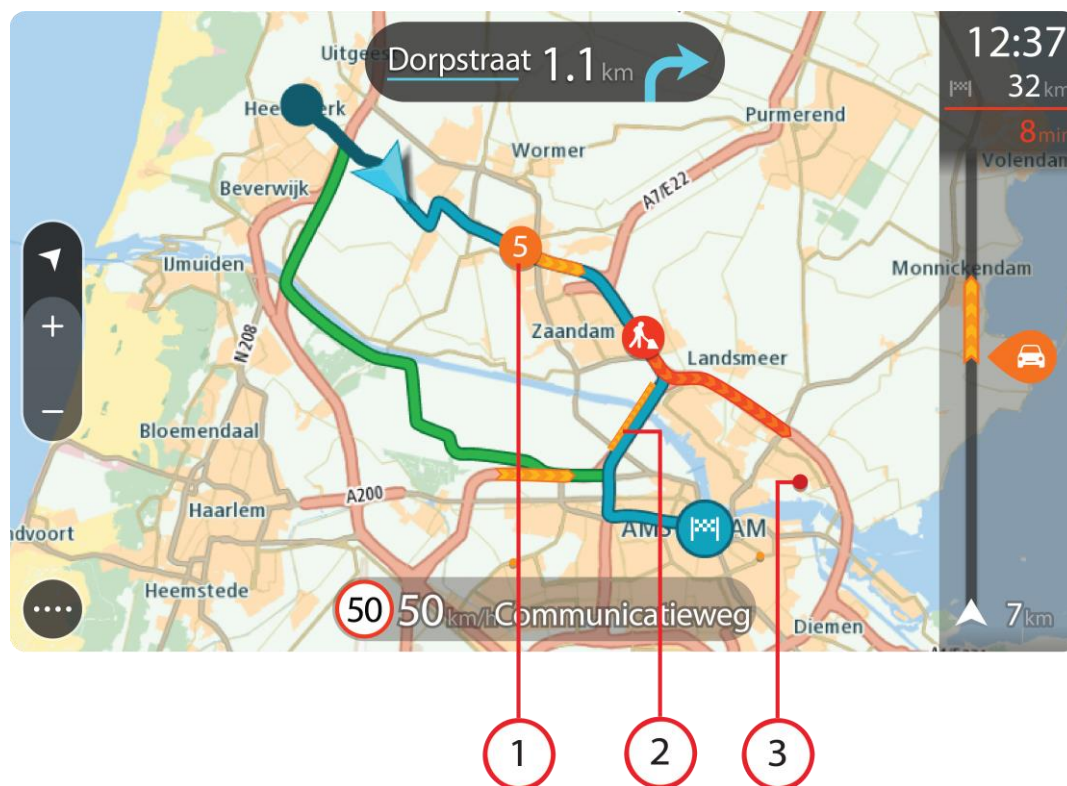 Dorpstraat 1.1 km
12:37
32 km
8 min
Uitgeest
Purmerend
Wormer
Volendam
Beverwijk
A7/E22
5
IJmuiden
Monnickendam
+
Zaandam
N 208
Landsmeer
−
Bloemendaal
A200
Haarlem
ndvoort
Heemstede
50 50 km/h Communicatieweg
7 km
Diemen
1 2 3